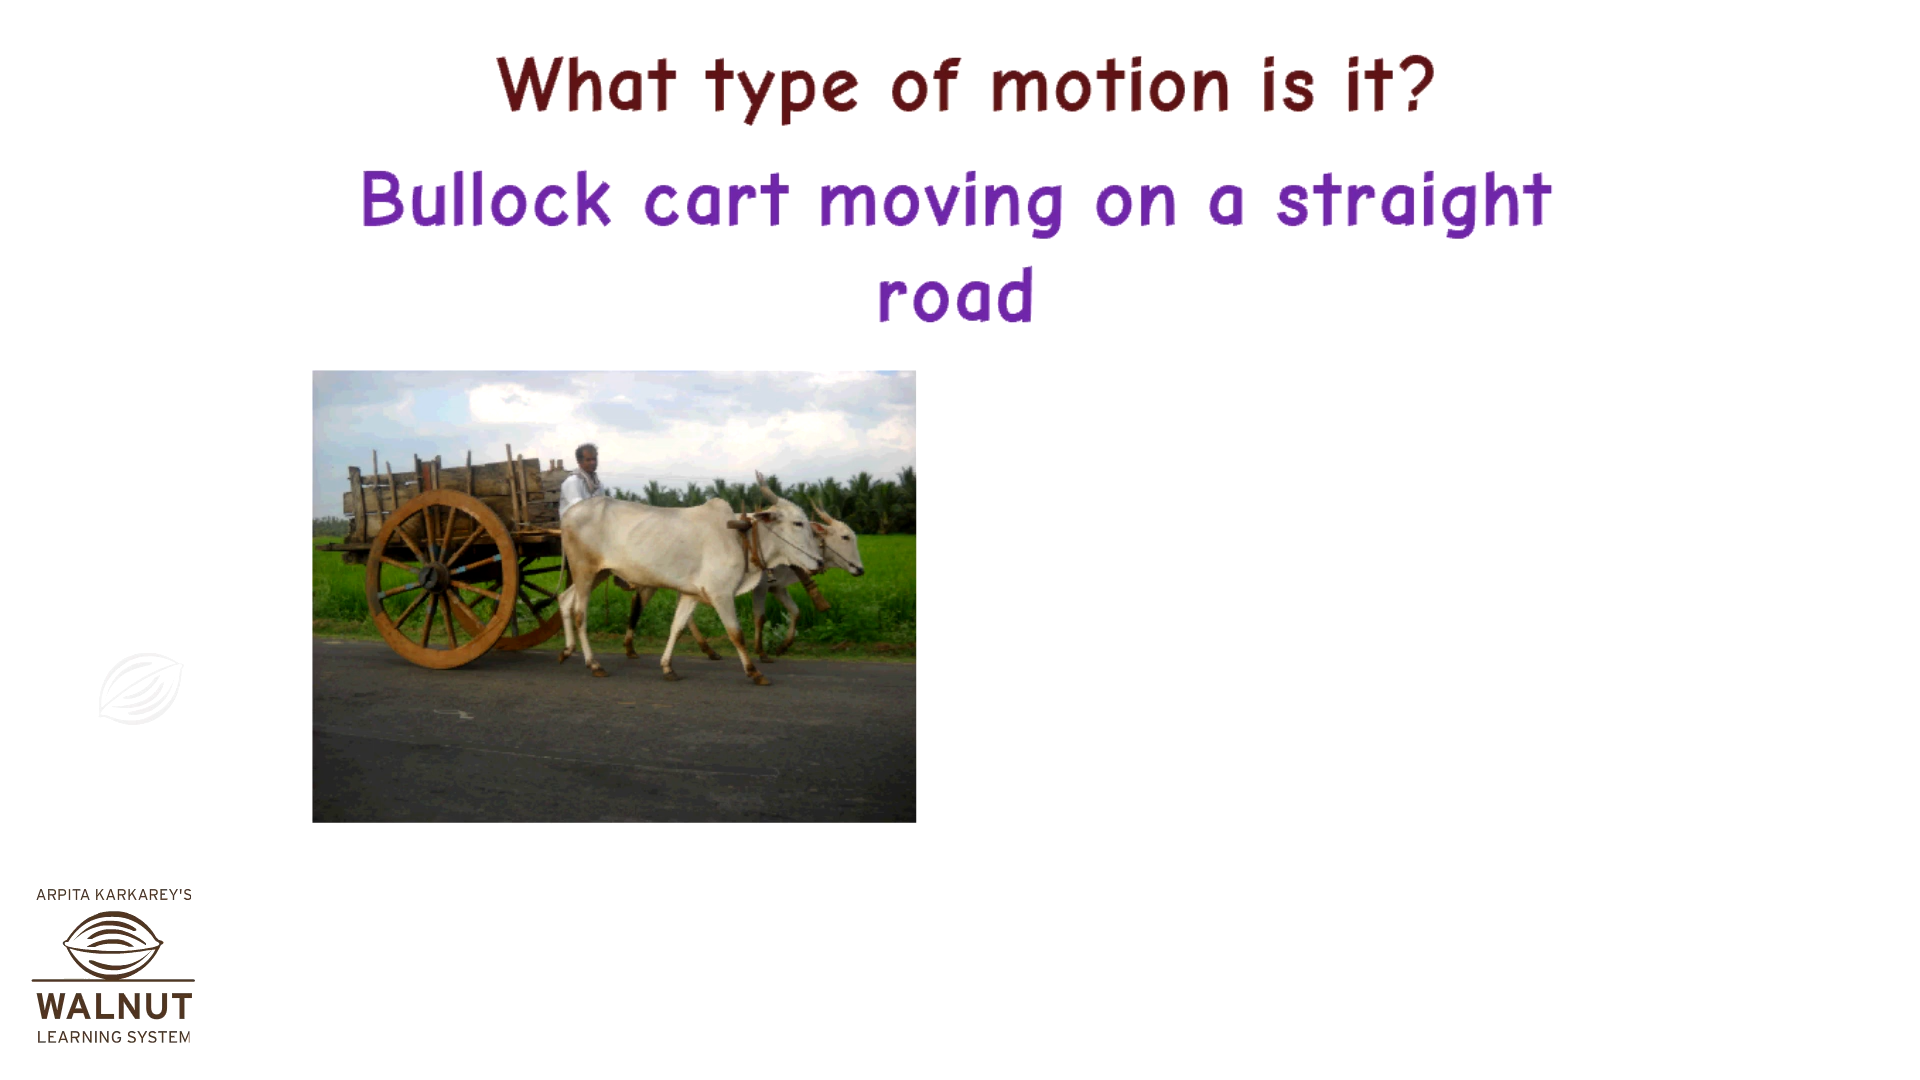 What type of motion is it?
Bullock cart moving on a straight
road
ARPITA KARKAREY'S
WALNUT
LEARNING SYSTEM